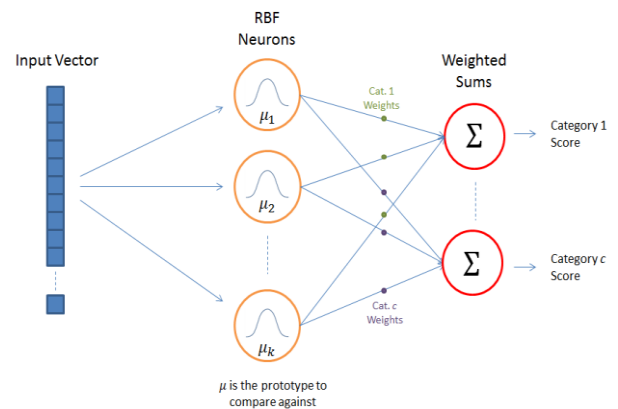 RBF
Neurons
Input Vector
Weighted
Sums
Cat. 1
Weights
μ₁
Σ
Category 1
Score
μ₂
Σ
Category c
Score
Cat. c
Weights
μₖ
μ is the prototype to
compare against